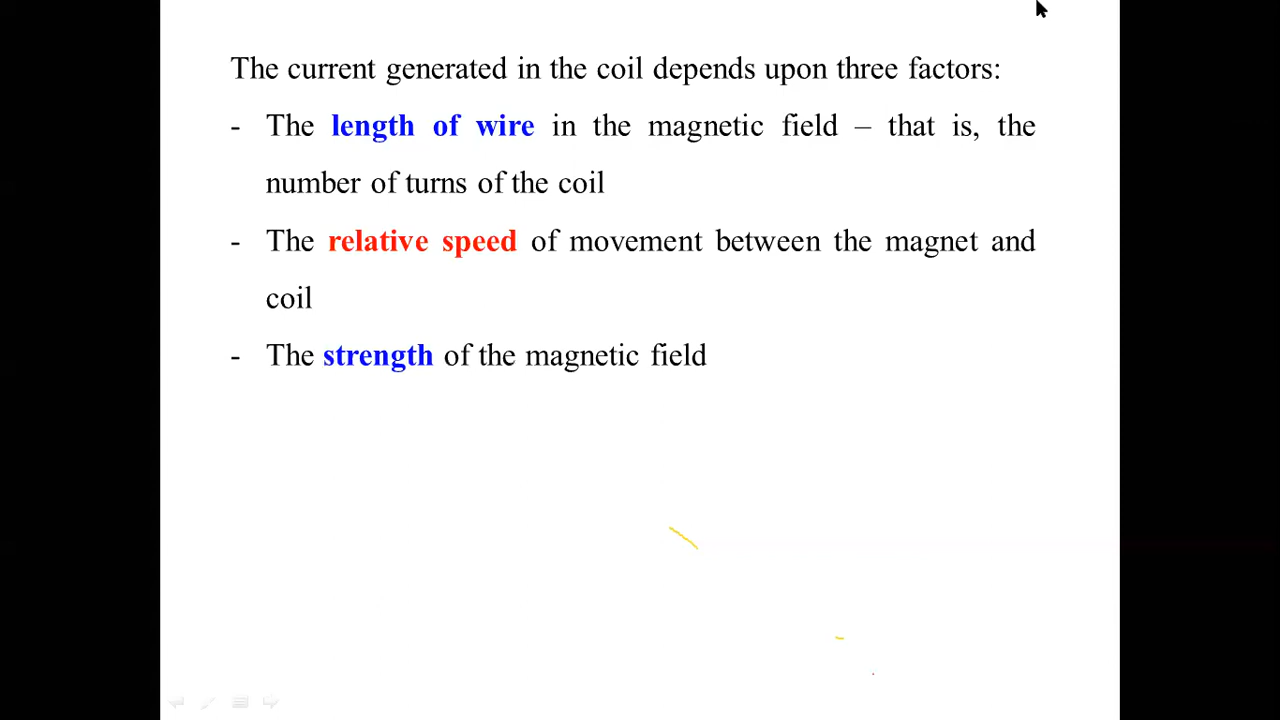 The current generated in the coil depends upon three factors:
- The length of wire in the magnetic field – that is, the
number of turns of the coil
- The relative speed of movement between the magnet and
coil
- The strength of the magnetic field